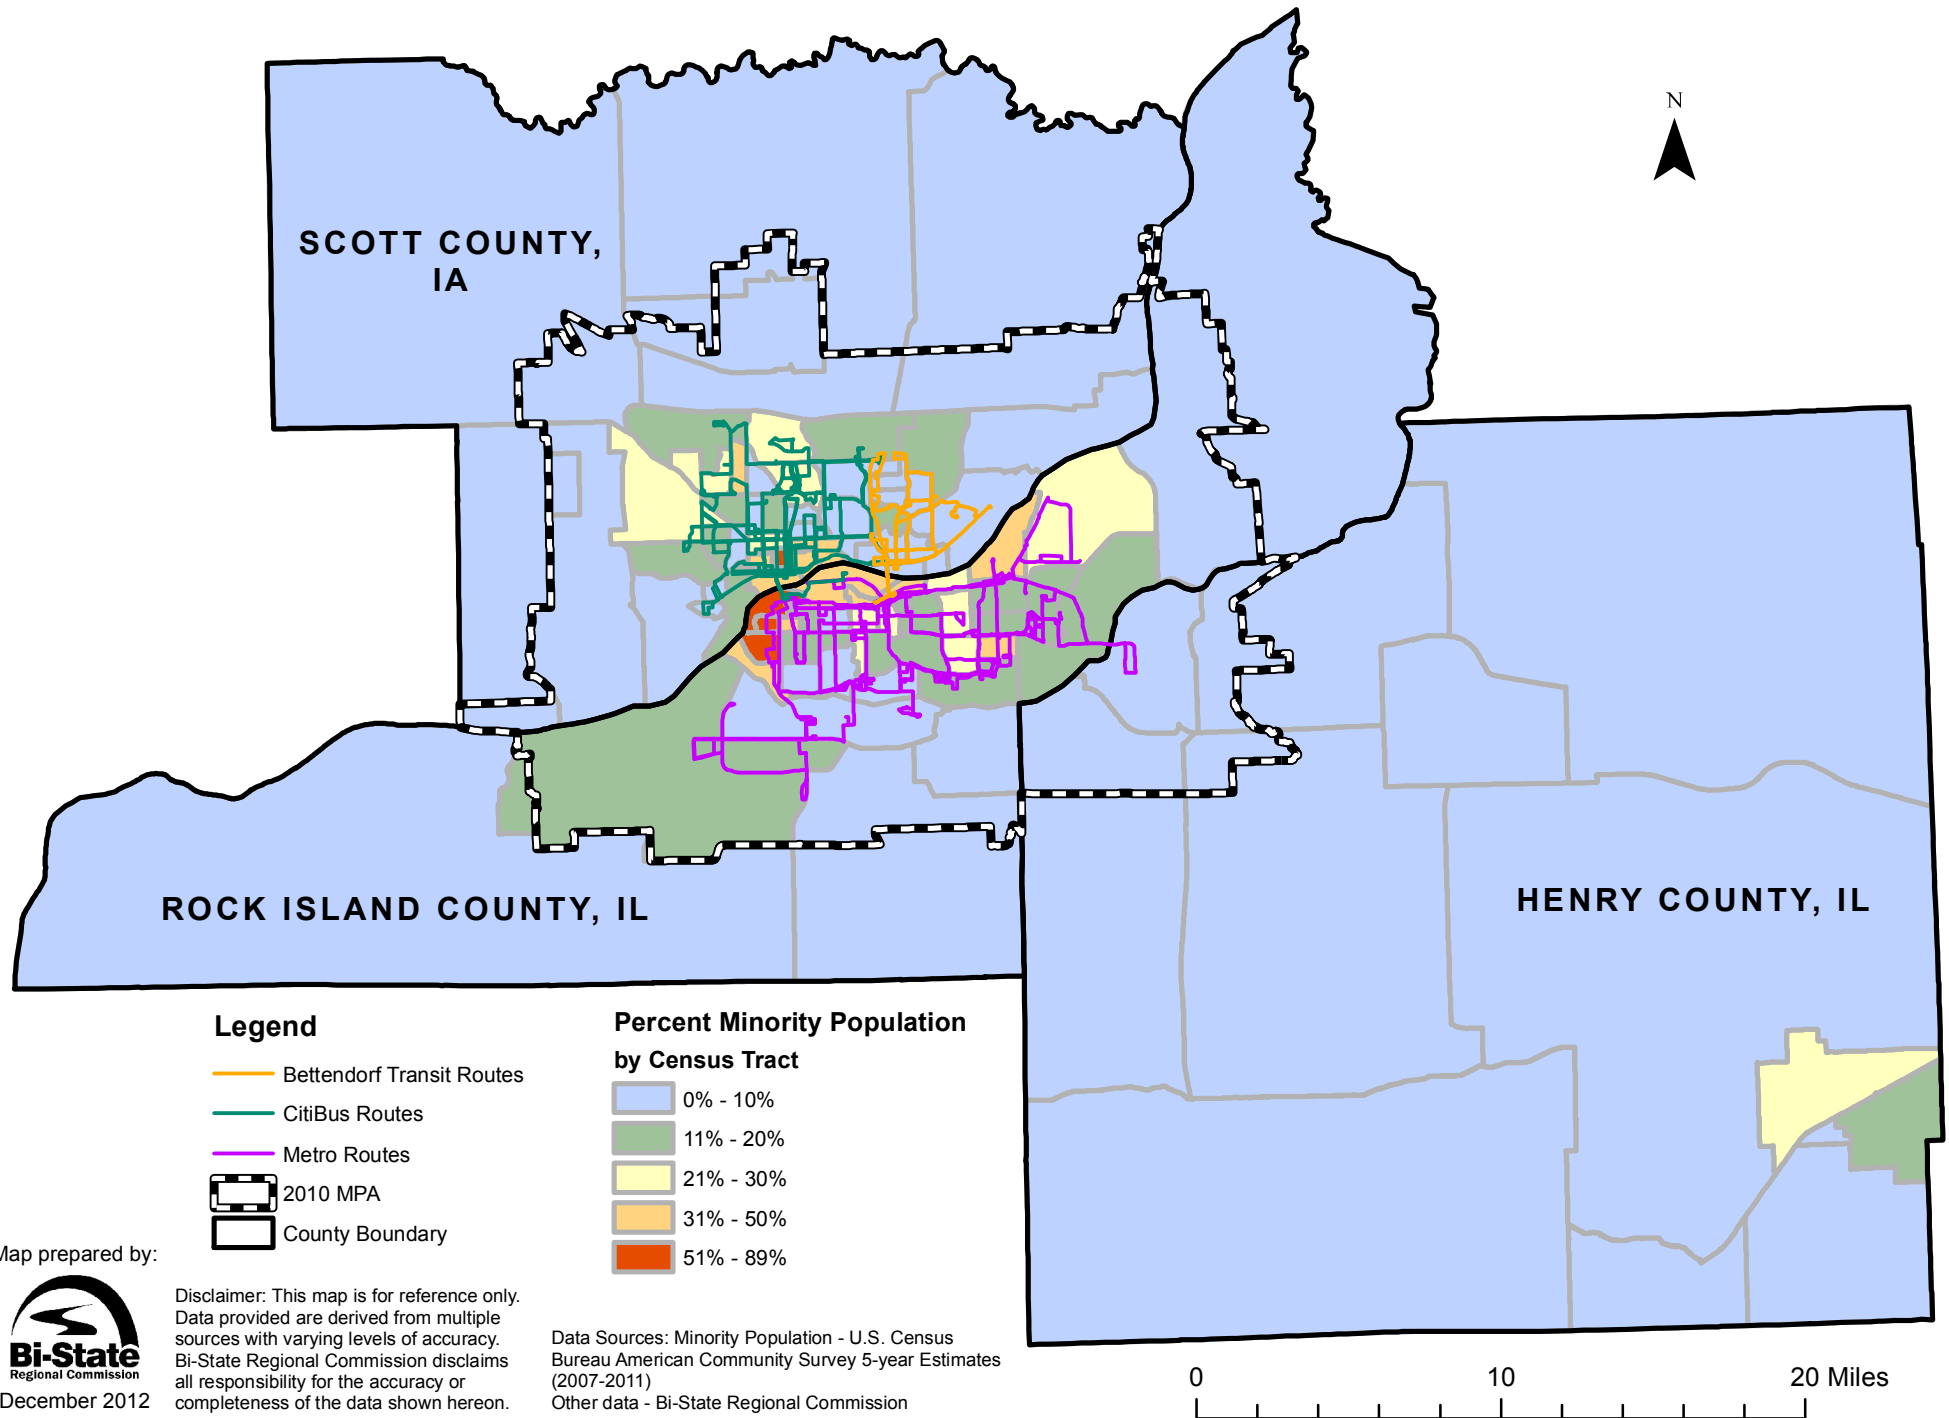 N
SCOTT COUNTY,
IA
ROCK ISLAND COUNTY, IL
HENRY COUNTY, IL
Legend
Bettendorf Transit Routes
CitiBus Routes
Metro Routes
2010 MPA
County Boundary
Percent Minority Population
by Census Tract
0% - 10%
11% - 20%
21% - 30%
31% - 50%
51% - 89%
Map prepared by:
Bi-State
Regional Commission
December 2012
Disclaimer: This map is for reference only.
Data provided are derived from multiple
sources with varying levels of accuracy.
Bi-State Regional Commission disclaims
all responsibility for the accuracy or
completeness of the data shown hereon.
Data Sources: Minority Population - U.S. Census
Bureau American Community Survey 5-year Estimates
(2007-2011)
Other data - Bi-State Regional Commission
0 10 20 Miles